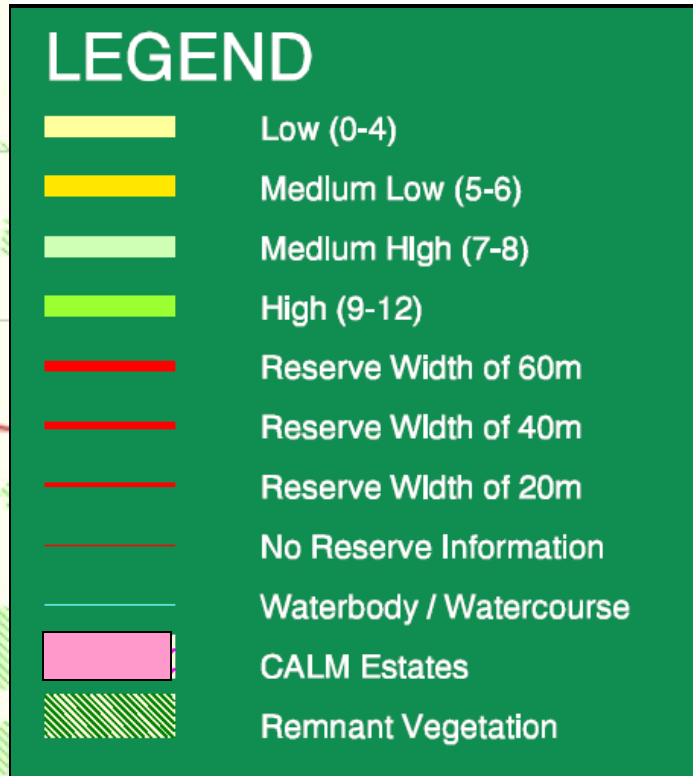 LEGEND
Low (0-4)
Medium Low (5-6)
Medium High (7-8)
High (9-12)
Reserve Width of 60m
Reserve Width of 40m
Reserve Width of 20m
No Reserve Information
Waterbody / Watercourse
CALM Estates
Remnant Vegetation